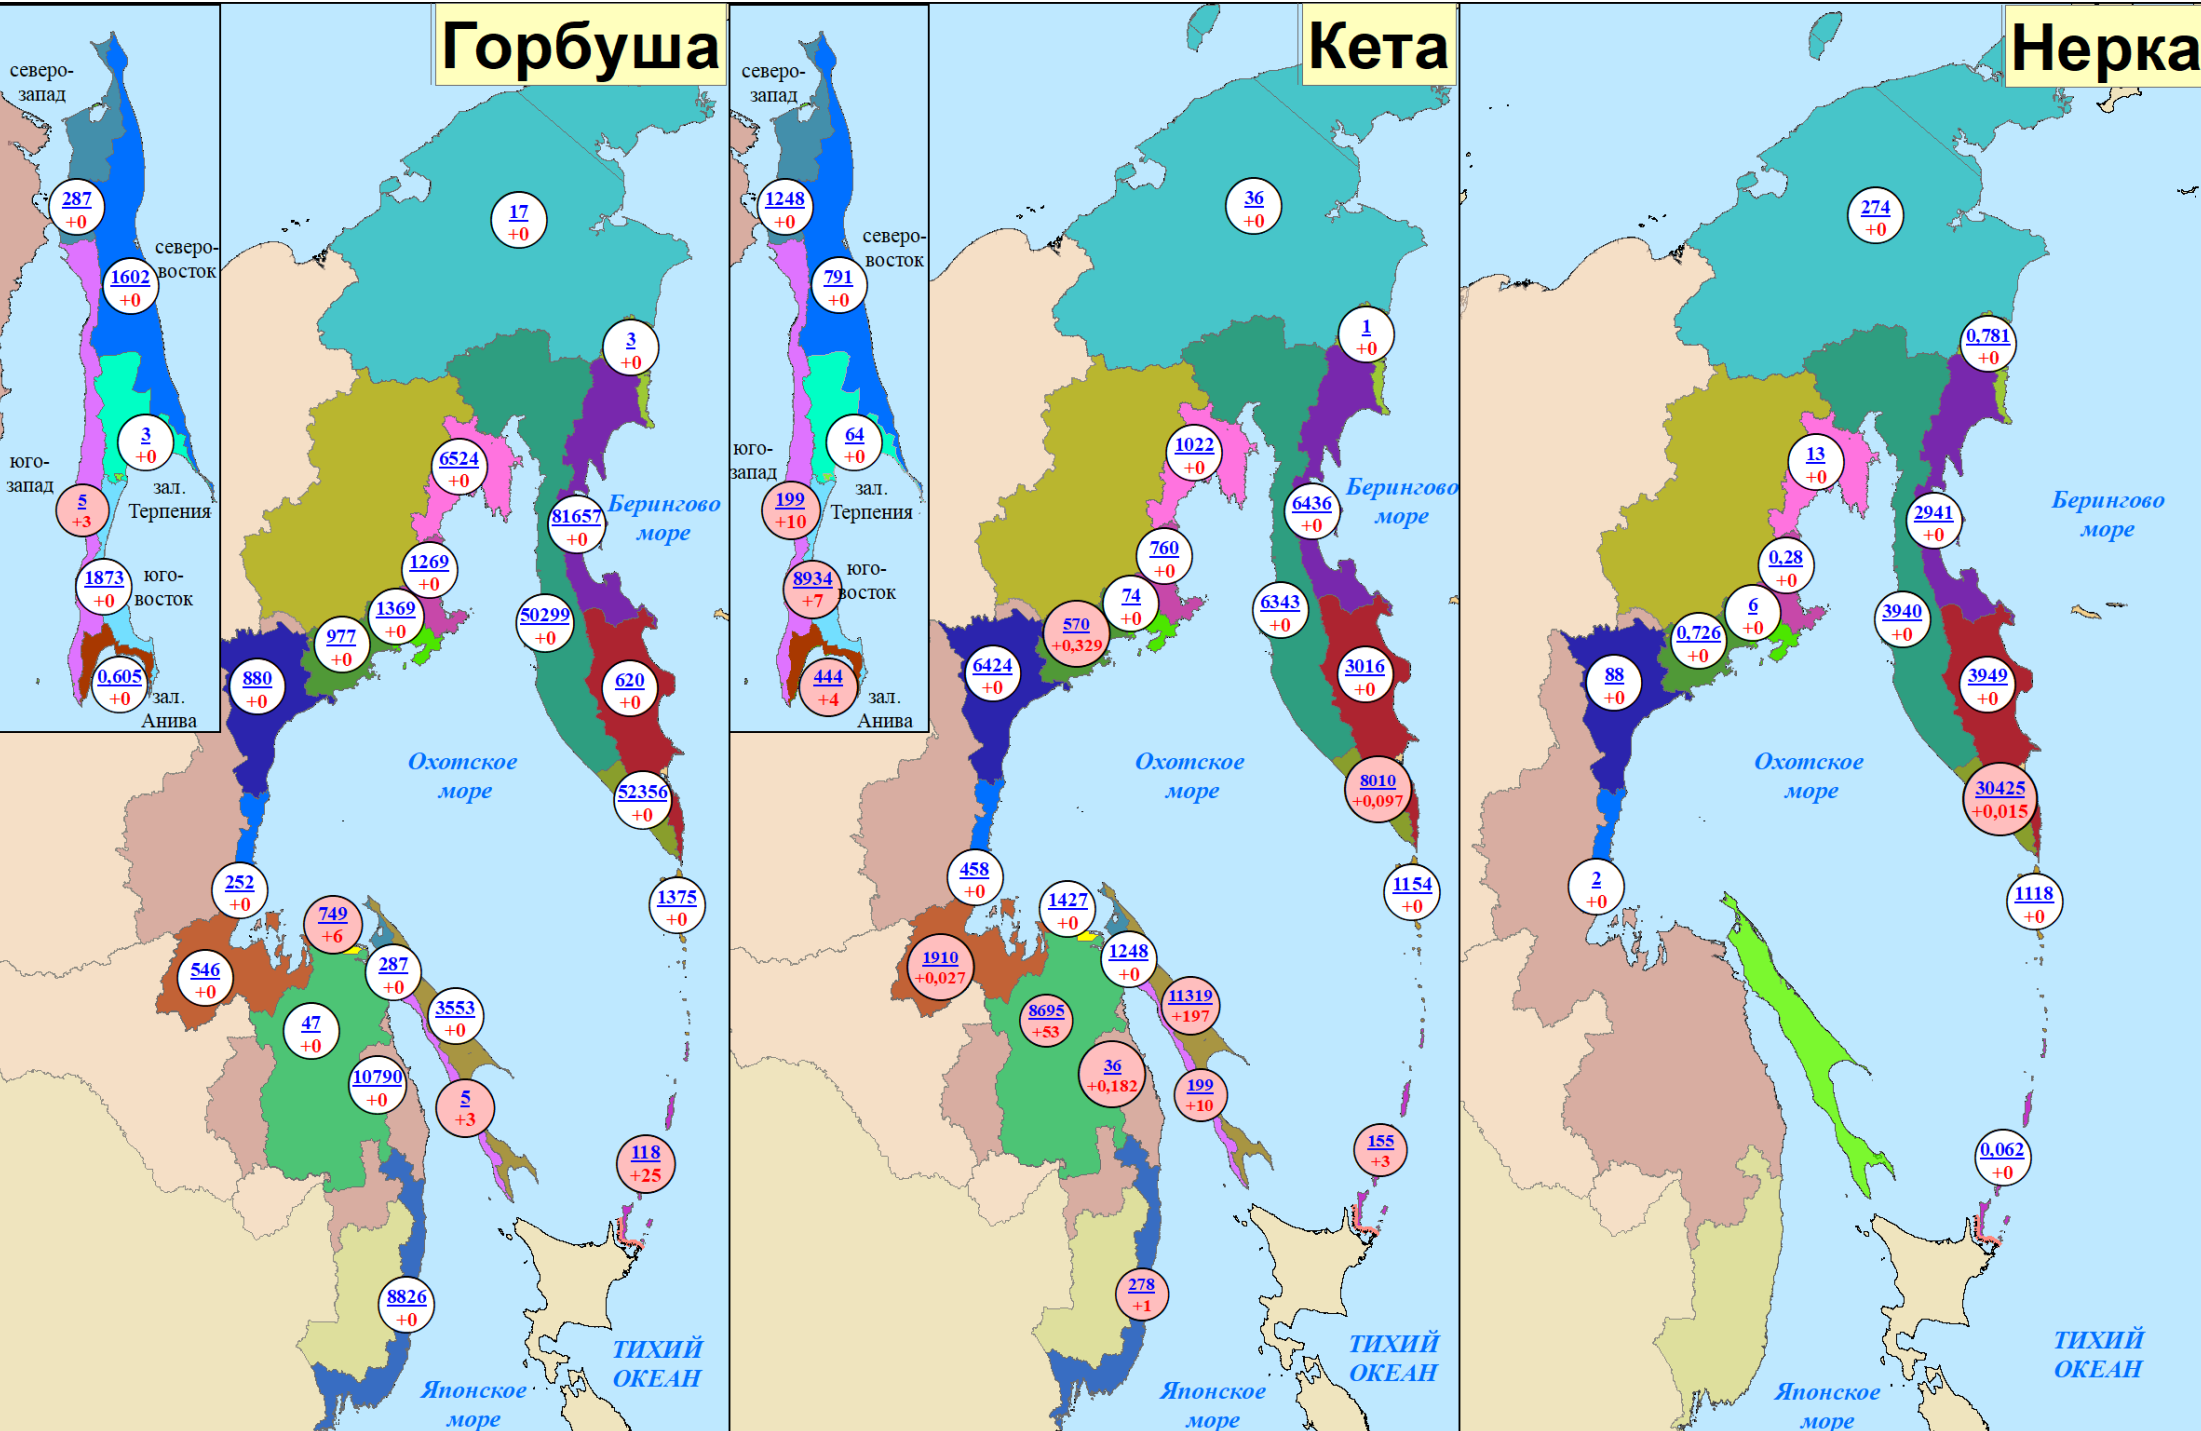 Горбуша
северо-
запад
287
+0
северо-
восток
1602
+0
3
+0
юго-
запад
5
+3
зал.
Терпения
1873
+0
юго-
восток
0,605
+0
зал.
Анива
17
+0
3
+0
6524
+0
81657
+0
Берингово
море
1269
+0
1369
+0
977
+0
50299
+0
880
+0
620
+0
Охотское
море
52356
+0
252
+0
749
+6
1375
+0
546
+0
287
+0
47
+0
3553
+0
10790
+0
5
+3
118
+25
8826
+0
ТИХИЙ
ОКЕАН
Японское
море
Кета
северо-
запад
1248
+0
северо-
восток
791
+0
64
+0
юго-
запад
199
+10
зал.
Терпения
8934
+7
юго-
восток
444
+4
зал.
Анива
36
+0
1
+0
1022
+0
6436
+0
Берингово
море
760
+0
74
+0
570
+0,329
6343
+0
6424
+0
3016
+0
Охотское
море
8010
+0,097
458
+0
1427
+0
1154
+0
1910
+0,027
1248
+0
8695
+53
11319
+197
36
+0,182
199
+10
155
+3
278
+1
ТИХИЙ
ОКЕАН
Японское
море
Нерка
274
+0
0,781
+0
13
+0
2941
+0
Берингово
море
0,28
+0
6
+0
0,726
+0
3940
+0
88
+0
3949
+0
Охотское
море
30425
+0,015
2
+0
1118
+0
0,062
+0
ТИХИЙ
ОКЕАН
Японское
море